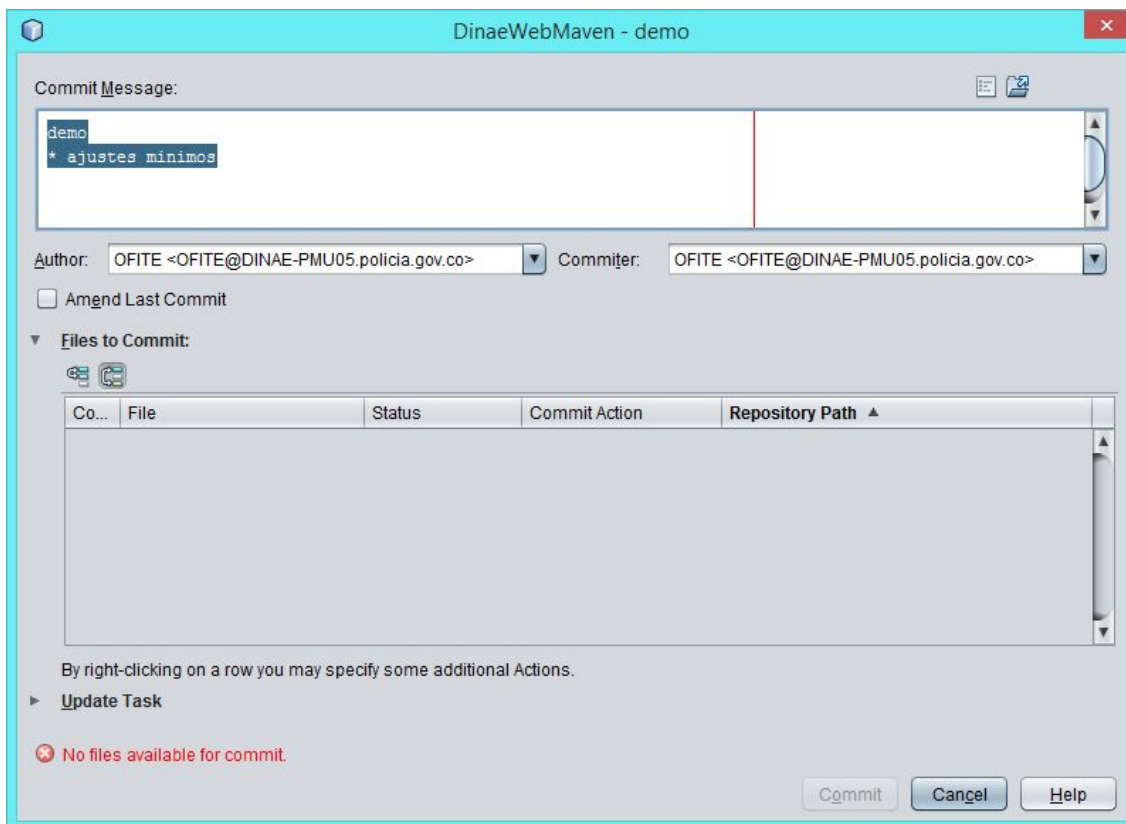 DinaeWebMaven - demo
Commit Message:
demo
* ajustes minimos
Author: OFITE <OFITE@DINAE-PMU05.policia.gov.co> Commiter: OFITE <OFITE@DINAE-PMU05.policia.gov.co>
Amend Last Commit
Files to Commit:
Co... File Status Commit Action Repository Path
By right-clicking on a row you may specify some additional Actions.
Update Task
No files available for commit.
Commit Cancel Help